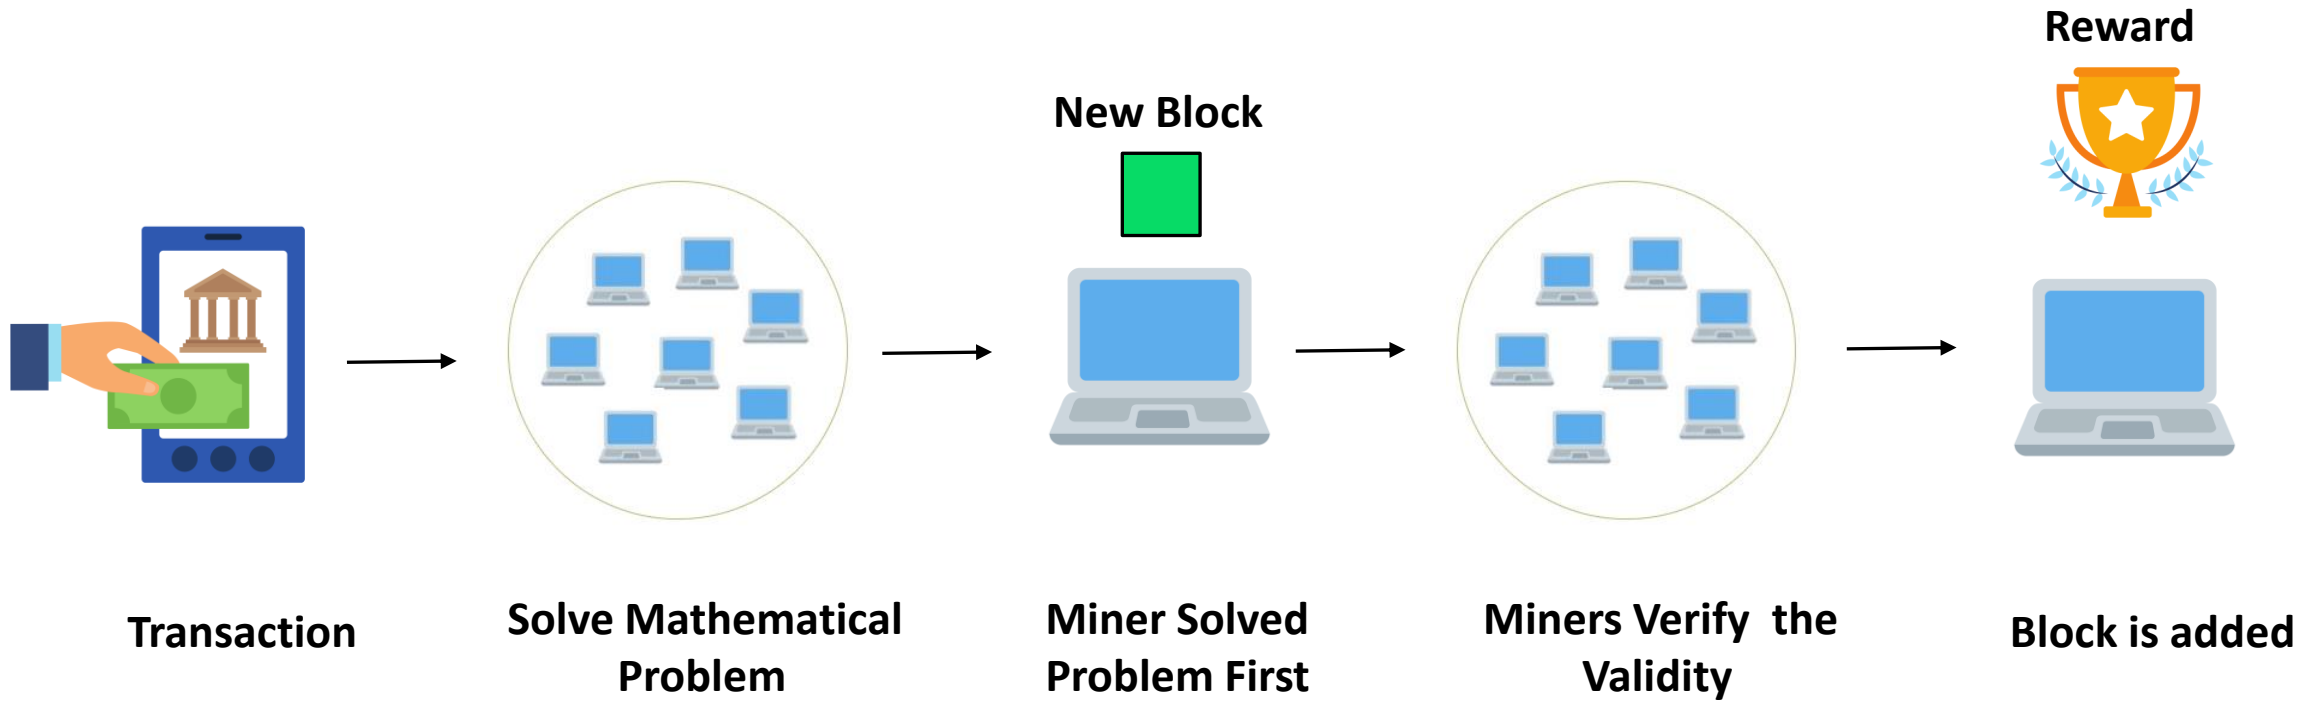 Reward
New Block
Transaction
Solve Mathematical
Problem
Miner Solved
Problem First
Miners Verify  the
Validity
Block is added